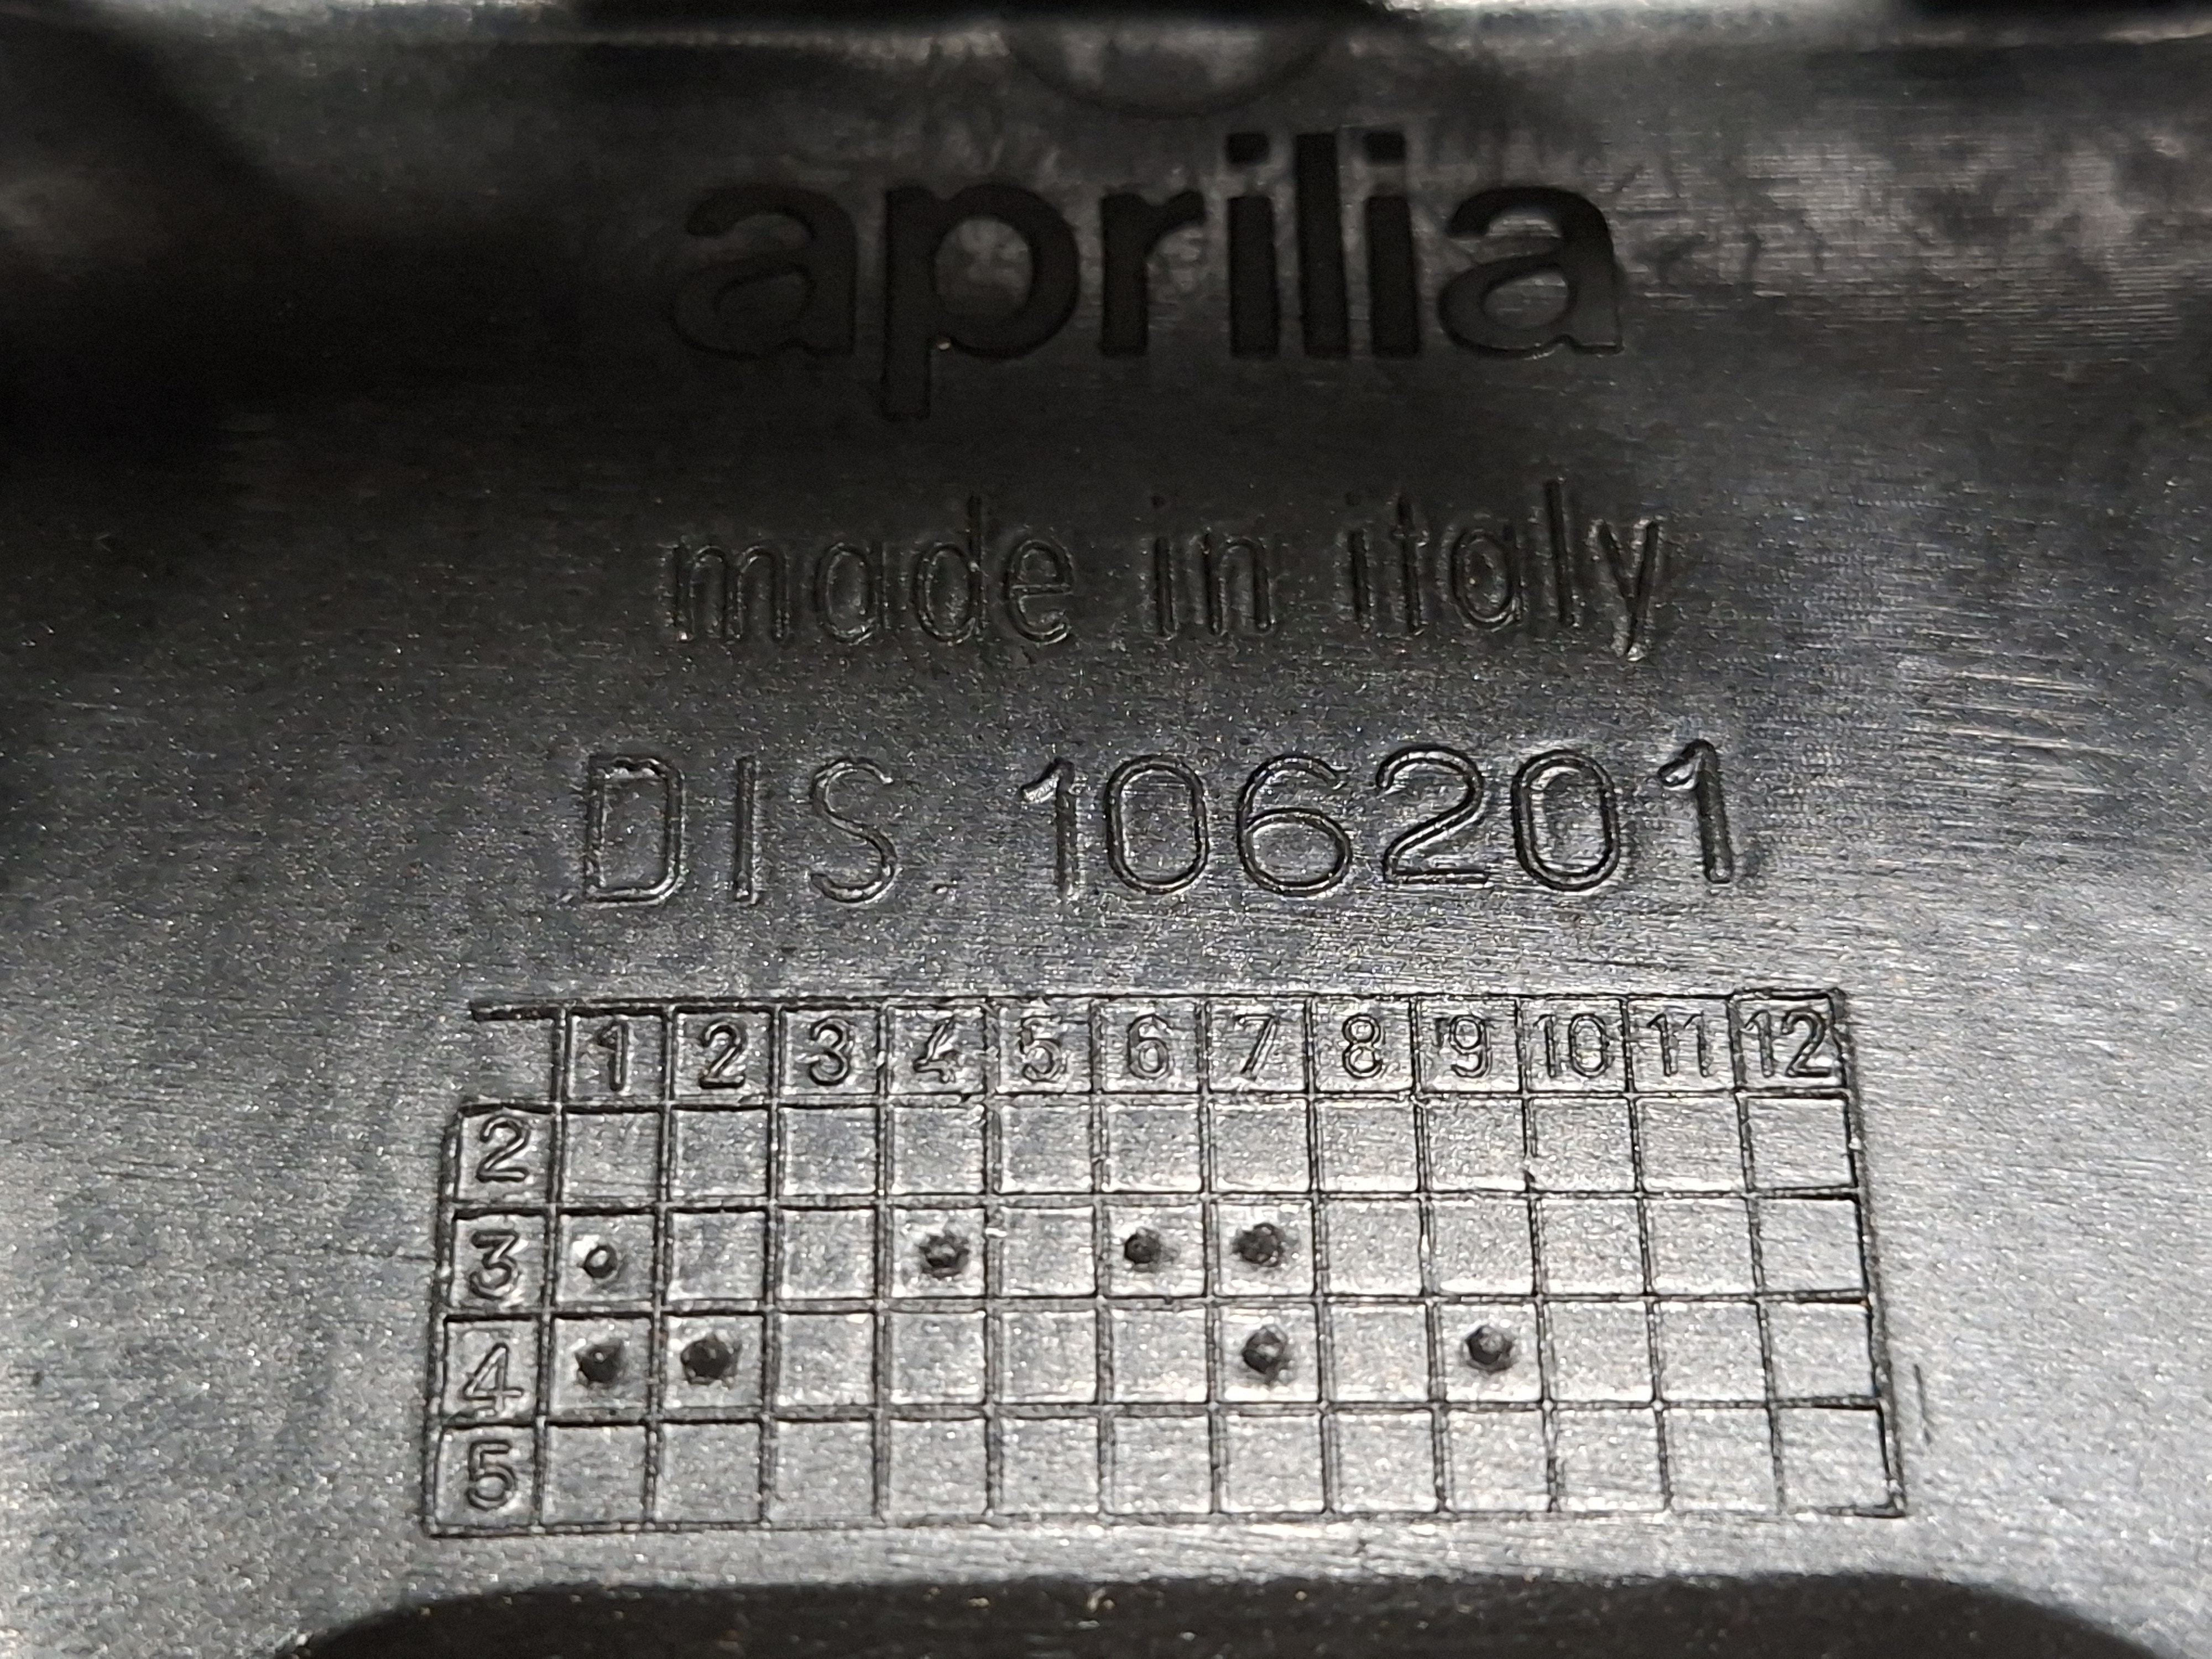 aprilia
made in italy
DIS. 106201
1 2 3 4 5 6 7 8 9 10 11 12
2
3
4
5